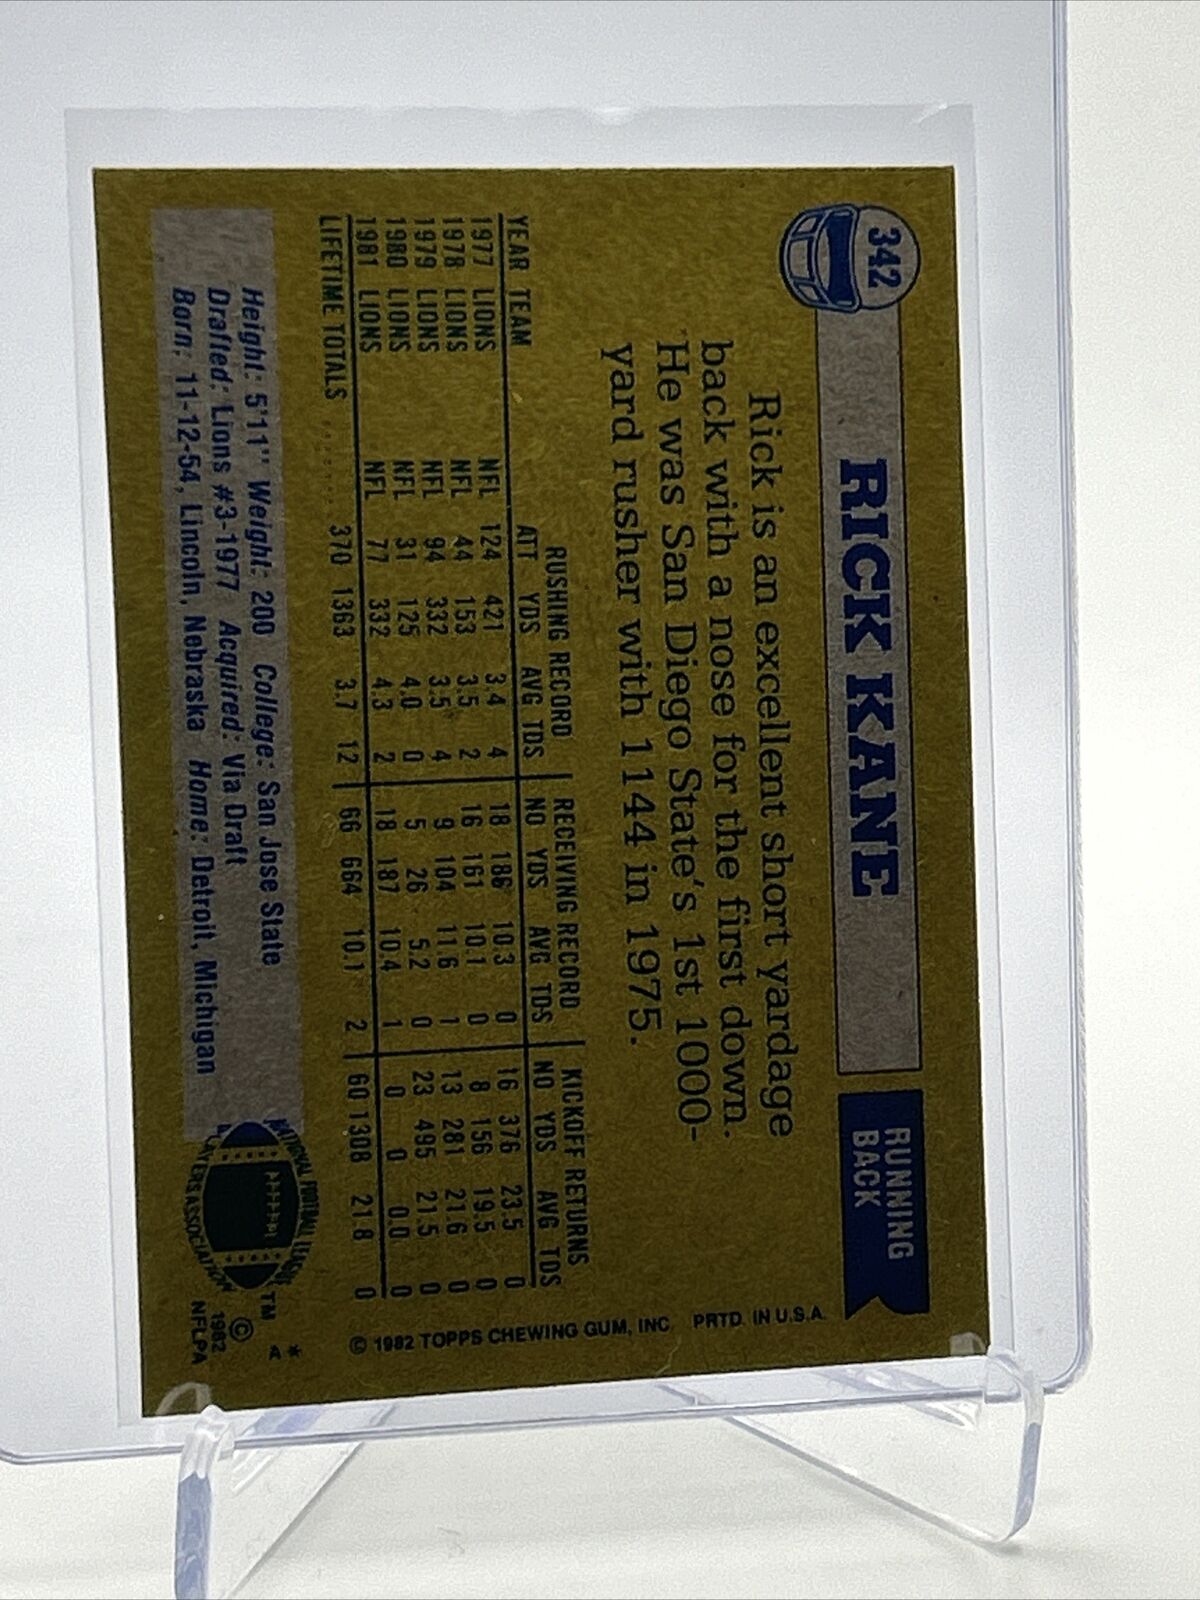 342
RICK KANE
RUNNING
BACK
Rick is an excellent short yardage
back with a nose for the first down.
He was San Diego State's 1st 1000-
yard rusher with 1144 in 1975.
RUSHING RECORD RECEIVING RECORD KICKOFF RETURNS
YEAR TEAM ATT YDS AVG TDS NO YDS AVG TDS NO YDS AVG TDS
1977 LIONS NFL 124 421 3.4 4 18 186 10.3 0 16 376 23.5 0
1978 LIONS NFL 44 153 3.5 2 16 161 10.1 0 8 156 19.5 0
1979 LIONS NFL 94 332 3.5 4 9 104 11.6 1 13 281 21.6 0
1980 LIONS NFL 31 125 4.0 0 5 26 5.2 0 23 495 21.5 0
1981 LIONS NFL 77 332 4.3 2 18 187 10.4 1 0 0 0.0 0
LIFETIME TOTALS ........ 370 1363 3.7 12 66 664 10.1 2 60 1308 21.8 0
Height: 5'11" Weight: 200 College: San Jose State
Drafted: Lions #3-1977 Acquired: Via Draft
Born: 11-12-54, Lincoln, Nebraska Home: Detroit, Michigan
NATIONAL FOOTBALL LEAGUE
PLAYERS ASSOCIATION
TM
© 1982
NFLPA
* A
© 1982 TOPPS CHEWING GUM, INC PRTD. IN U.S.A.